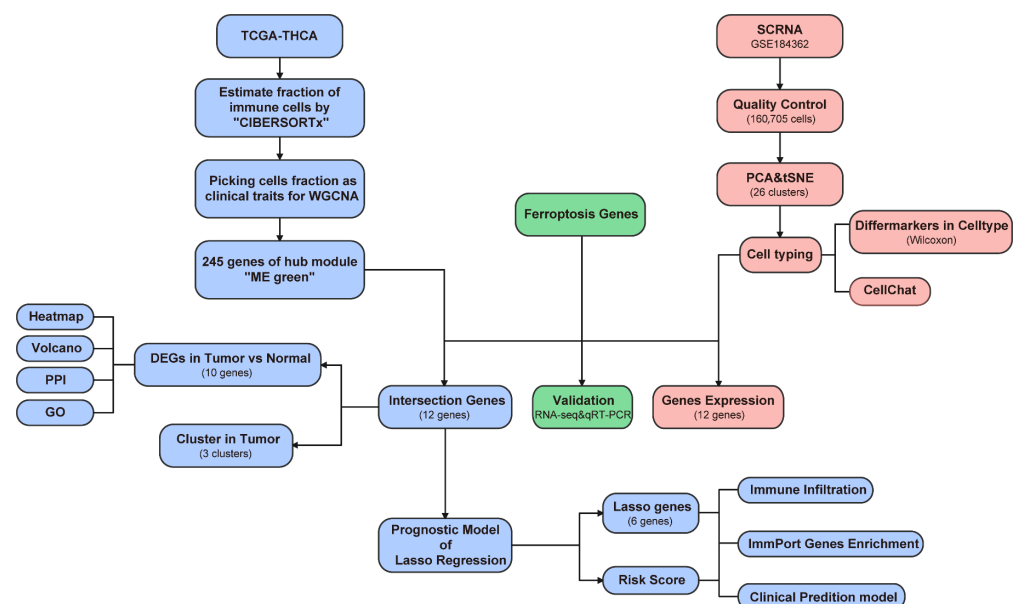 TCGA-THCA
Estimate fraction of
immune cells by
"CIBERSORTx"
Picking cells fraction as
clinical traits for WGCNA
245 genes of hub module
"ME green"
SCRNA
GSE184362
Quality Control
(160,705 cells)
PCA&tSNE
(26 clusters)
Cell typing
Differmarkers in Celltype
(Wilcoxon)
CellChat
Ferroptosis Genes
Heatmap
Volcano
PPI
GO
DEGs in Tumor vs Normal
(10 genes)
Cluster in Tumor
(3 clusters)
Intersection Genes
(12 genes)
Validation
RNA-seq&qRT-PCR
Genes Expression
(12 genes)
Prognostic Model
of
Lasso Regression
Lasso genes
(6 genes)
Risk Score
Immune Infiltration
ImmPort Genes Enrichment
Clinical Predition model